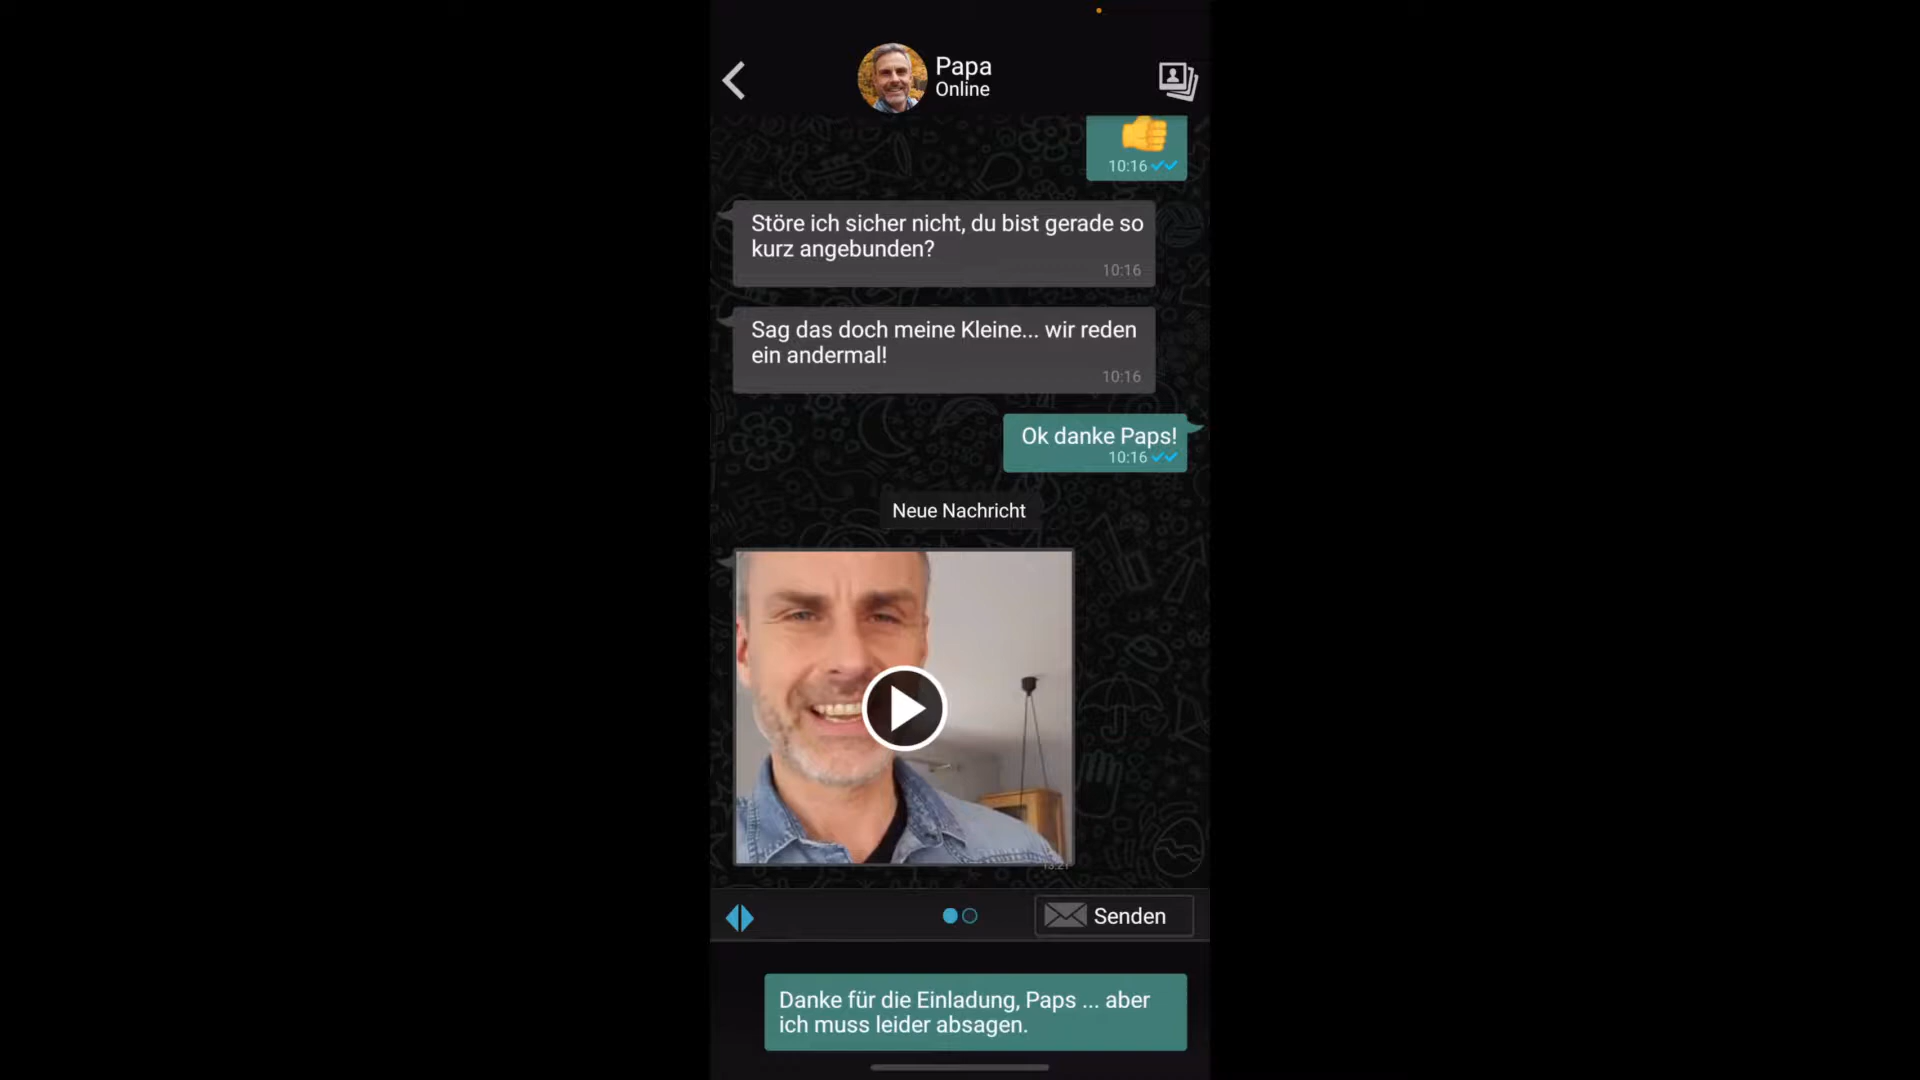 Papa
Online
10:16
Störe ich sicher nicht, du bist gerade so
kurz angebunden?
10:16
Sag das doch meine Kleine... wir reden
ein andermal!
10:16
Ok danke Paps!
10:16
Neue Nachricht
Senden
Danke für die Einladung, Paps ... aber
ich muss leider absagen.